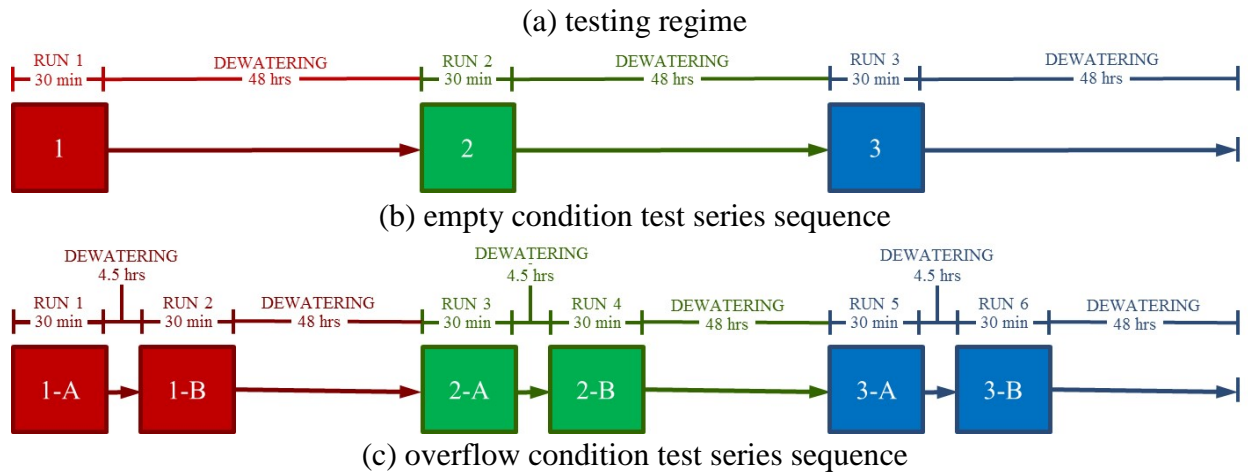 (a) testing regime
RUN 1 DEWATERING RUN 2 DEWATERING RUN 3 DEWATERING
30 min 48 hrs 30 min 48 hrs 30 min 48 hrs
1 2 3
(b) empty condition test series sequence
DEWATERING DEWATERING DEWATERING
4.5 hrs 4.5 hrs 4.5 hrs
RUN 1 RUN 2 DEWATERING RUN 3 RUN 4 DEWATERING RUN 5 RUN 6 DEWATERING
30 min 30 min 48 hrs 30 min 30 min 48 hrs 30 min 30 min 48 hrs
1-A 1-B 2-A 2-B 3-A 3-B
(c) overflow condition test series sequence